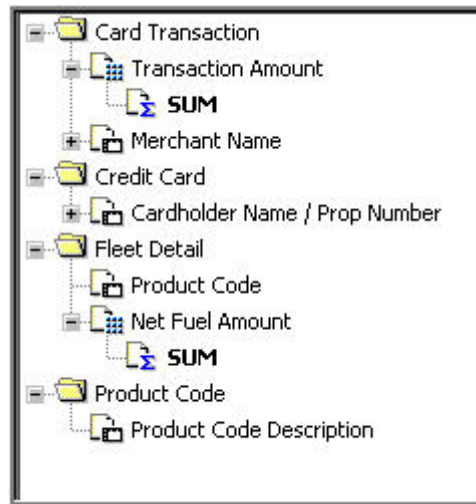 Card Transaction
Transaction Amount
SUM
Merchant Name
Credit Card
Cardholder Name / Prop Number
Fleet Detail
Product Code
Net Fuel Amount
SUM
Product Code
Product Code Description